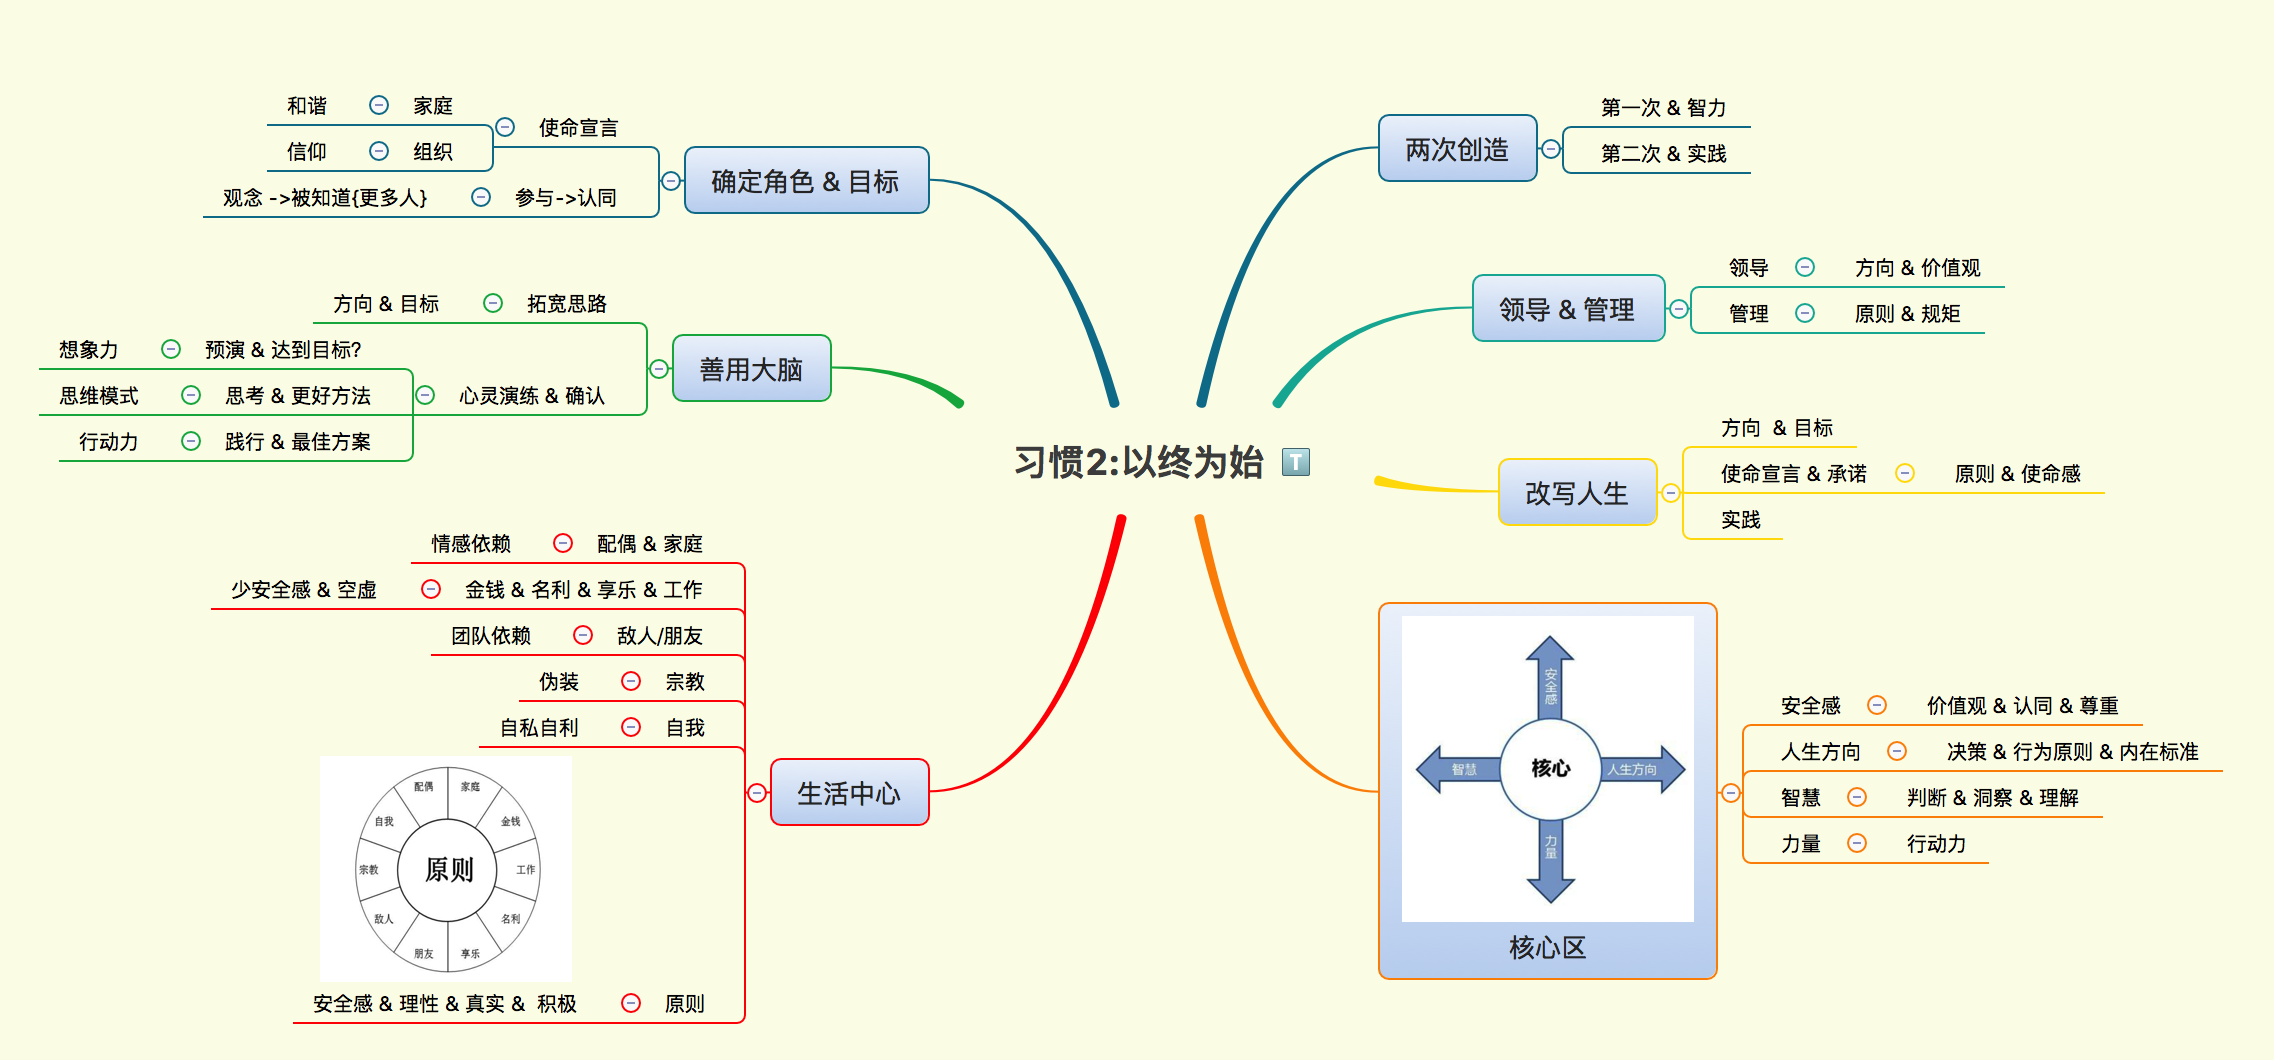 习惯2:以终为始
两次创造
第一次 & 智力
第二次 & 实践
领导 & 管理
领导
方向 & 价值观
管理
原则 & 规矩
改写人生
方向 & 目标
使命宣言 & 承诺
原则 & 使命感
实践
安全感
智慧
核心
人生方向
力量
核心区
安全感
价值观 & 认同 & 尊重
人生方向
决策 & 行为原则 & 内在标准
智慧
判断 & 洞察 & 理解
力量
行动力
确定角色 & 目标
使命宣言
家庭
和谐
组织
信仰
参与->认同
观念 ->被知道{更多人}
善用大脑
拓宽思路
方向 & 目标
心灵演练 & 确认
预演 & 达到目标?
想象力
思考 & 更好方法
思维模式
践行 & 最佳方案
行动力
生活中心
配偶 & 家庭
情感依赖
金钱 & 名利 & 享乐 & 工作
少安全感 & 空虚
敌人/朋友
团队依赖
宗教
伪装
自我
自私自利
配偶
家庭
自我
金钱
宗教
原则
工作
敌人
名利
朋友
享乐
原则
安全感 & 理性 & 真实 & 积极
T